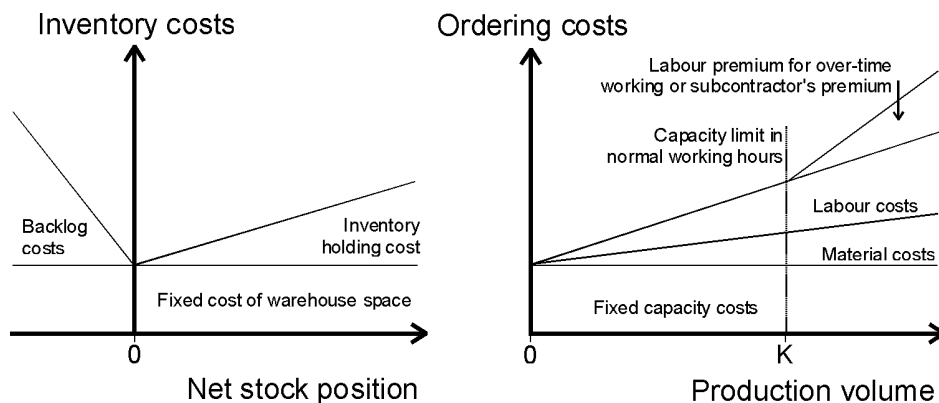 Inventory costs
Backlog
costs
Inventory
holding cost
Fixed cost of warehouse space
0
Net stock position
Ordering costs
Labour premium for over-time
working or subcontractor's premium
Capacity limit in
normal working hours
Labour costs
Material costs
Fixed capacity costs
0
K
Production volume